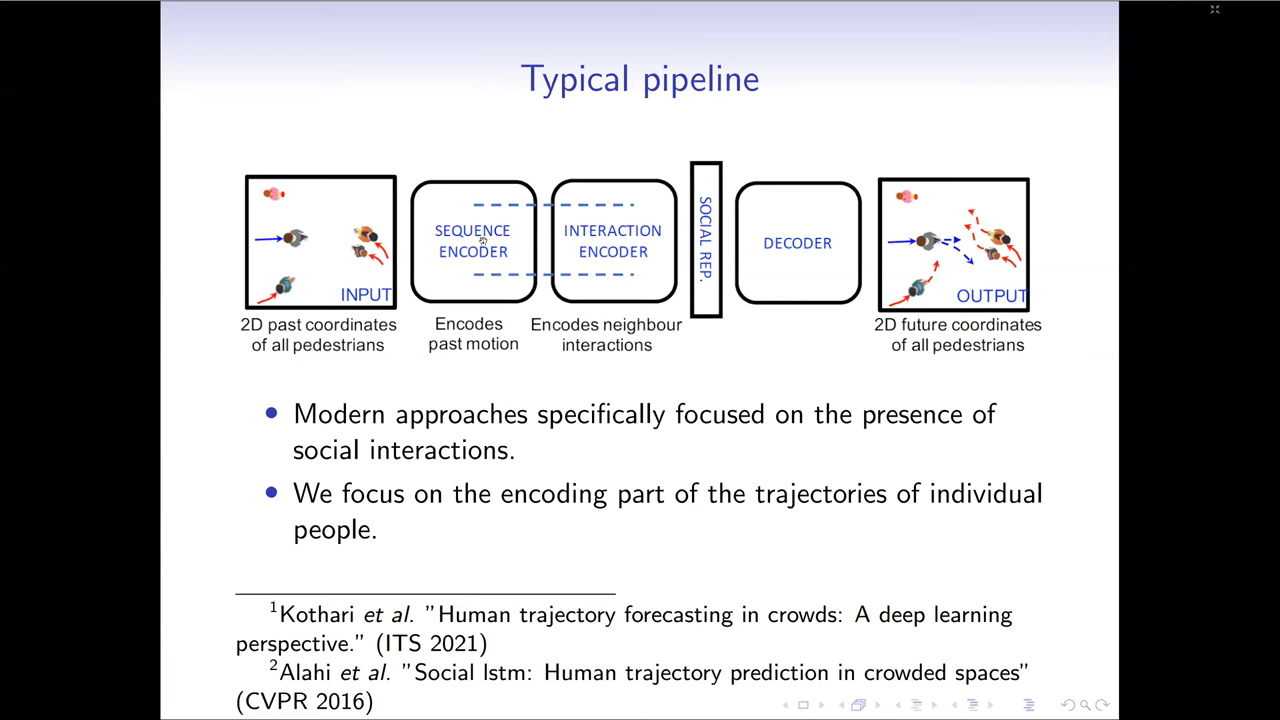 Typical pipeline
INPUT
SEQUENCE
ENCODER
INTERACTION
ENCODER
SOCIAL REP.
DECODER
OUTPUT
2D past coordinates
of all pedestrians
Encodes
past motion
Encodes neighbour
interactions
2D future coordinates
of all pedestrians
• Modern approaches specifically focused on the presence of
social interactions.
• We focus on the encoding part of the trajectories of individual
people.
1Kothari et al. "Human trajectory forecasting in crowds: A deep learning
perspective." (ITS 2021)
2Alahi et al. "Social lstm: Human trajectory prediction in crowded spaces"
(CVPR 2016)